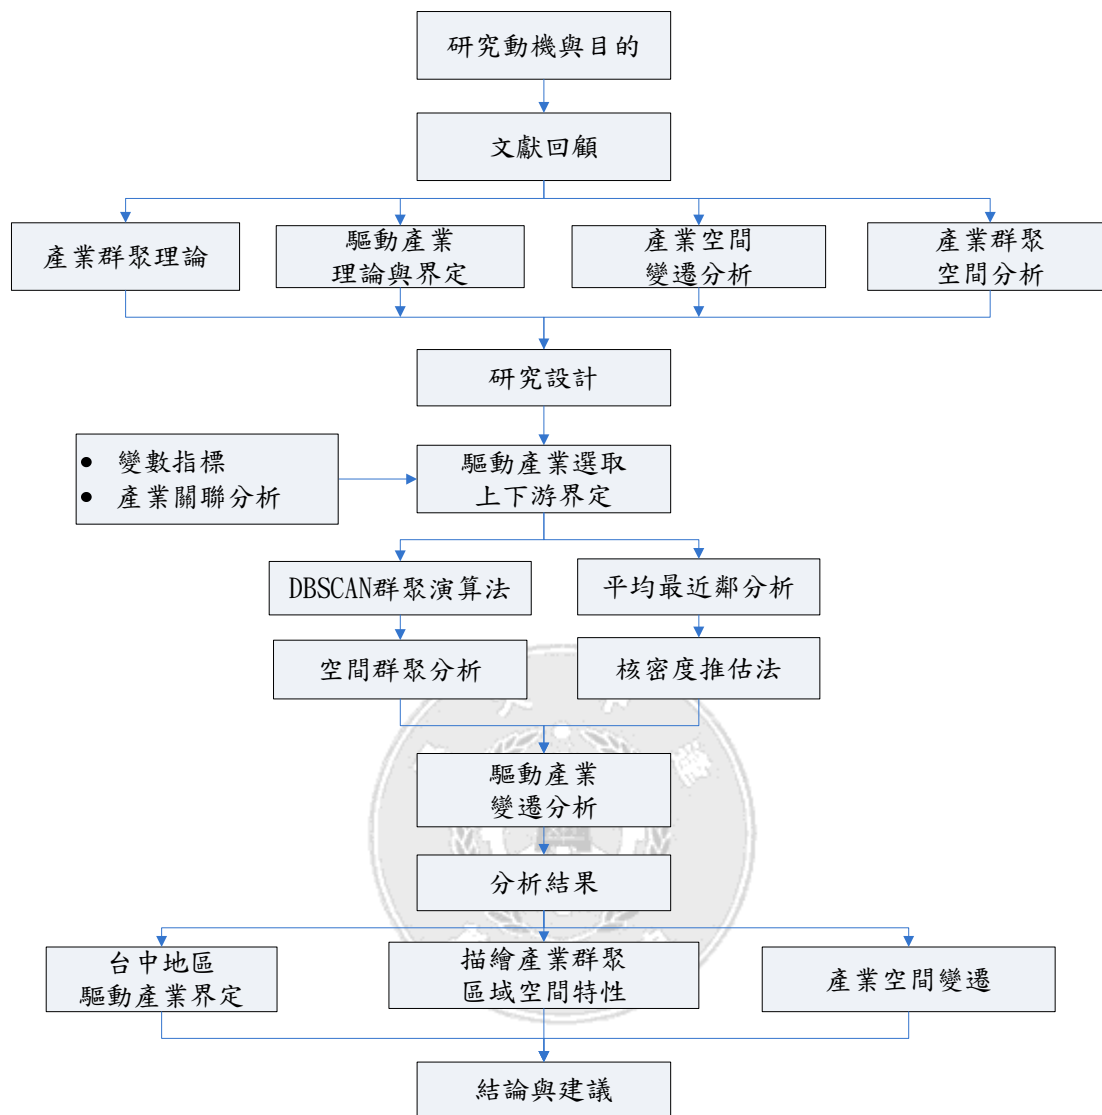 研究動機與目的
文獻回顧
產業群聚理論
驅動產業
理論與界定
產業空間
變遷分析
產業群聚
空間分析
研究設計
● 變數指標
● 產業關聯分析
驅動產業選取
上下游界定
DBSCAN群聚演算法
平均最近鄰分析
空間群聚分析
核密度推估法
驅動產業
變遷分析
分析結果
台中地區
驅動產業界定
描繪產業群聚
區域空間特性
產業空間變遷
結論與建議